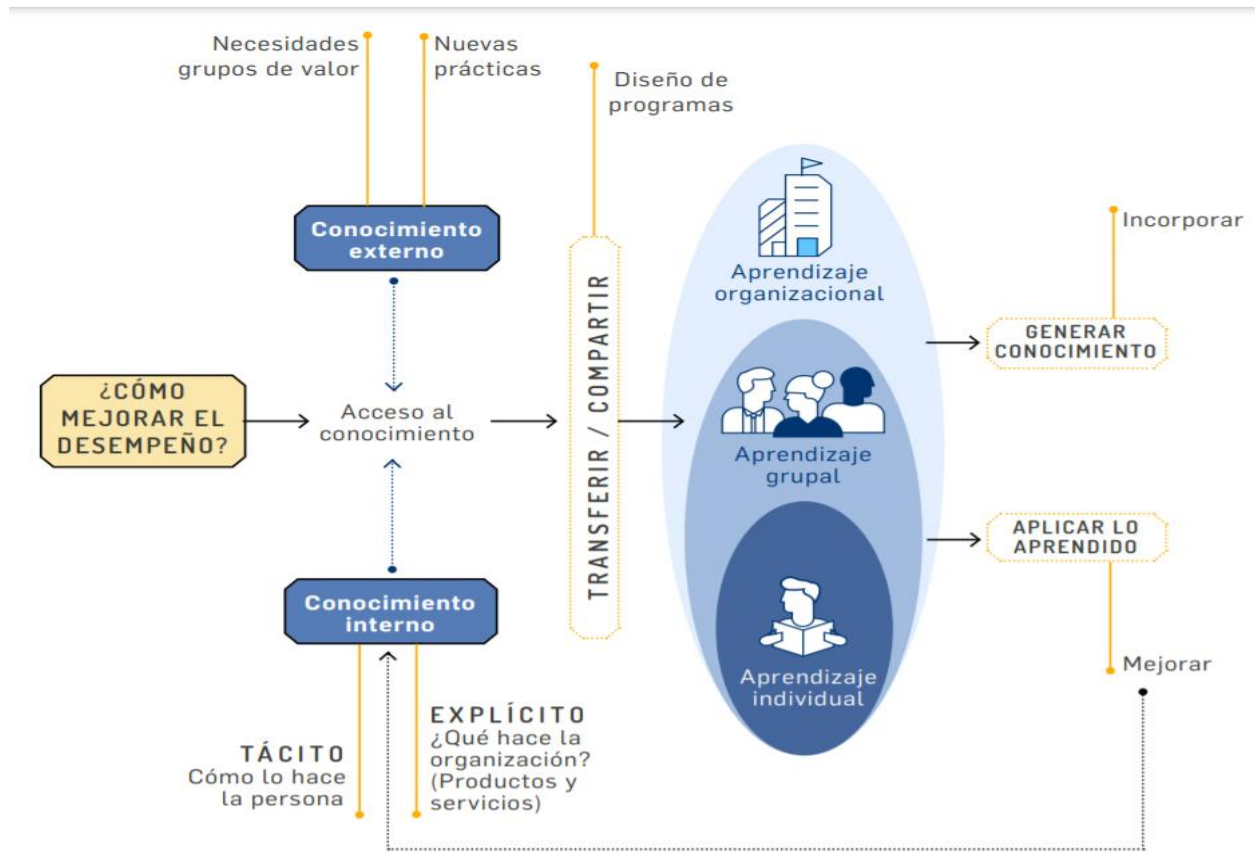 Necesidades
grupos de valor
Nuevas
prácticas
Diseño de
programas
Conocimiento
externo
¿CÓMO
MEJORAR EL
DESEMPEÑO?
Acceso al
conocimiento
TRANSFERIR / COMPARTIR
Aprendizaje
organizacional
Aprendizaje
grupal
Aprendizaje
individual
Incorporar
GENERAR
CONOCIMIENTO
APLICAR LO
APRENDIDO
Mejorar
Conocimiento
interno
TÁCITO
Cómo lo hace
la persona
EXPLÍCITO
¿Qué hace la
organización?
(Productos y
servicios)